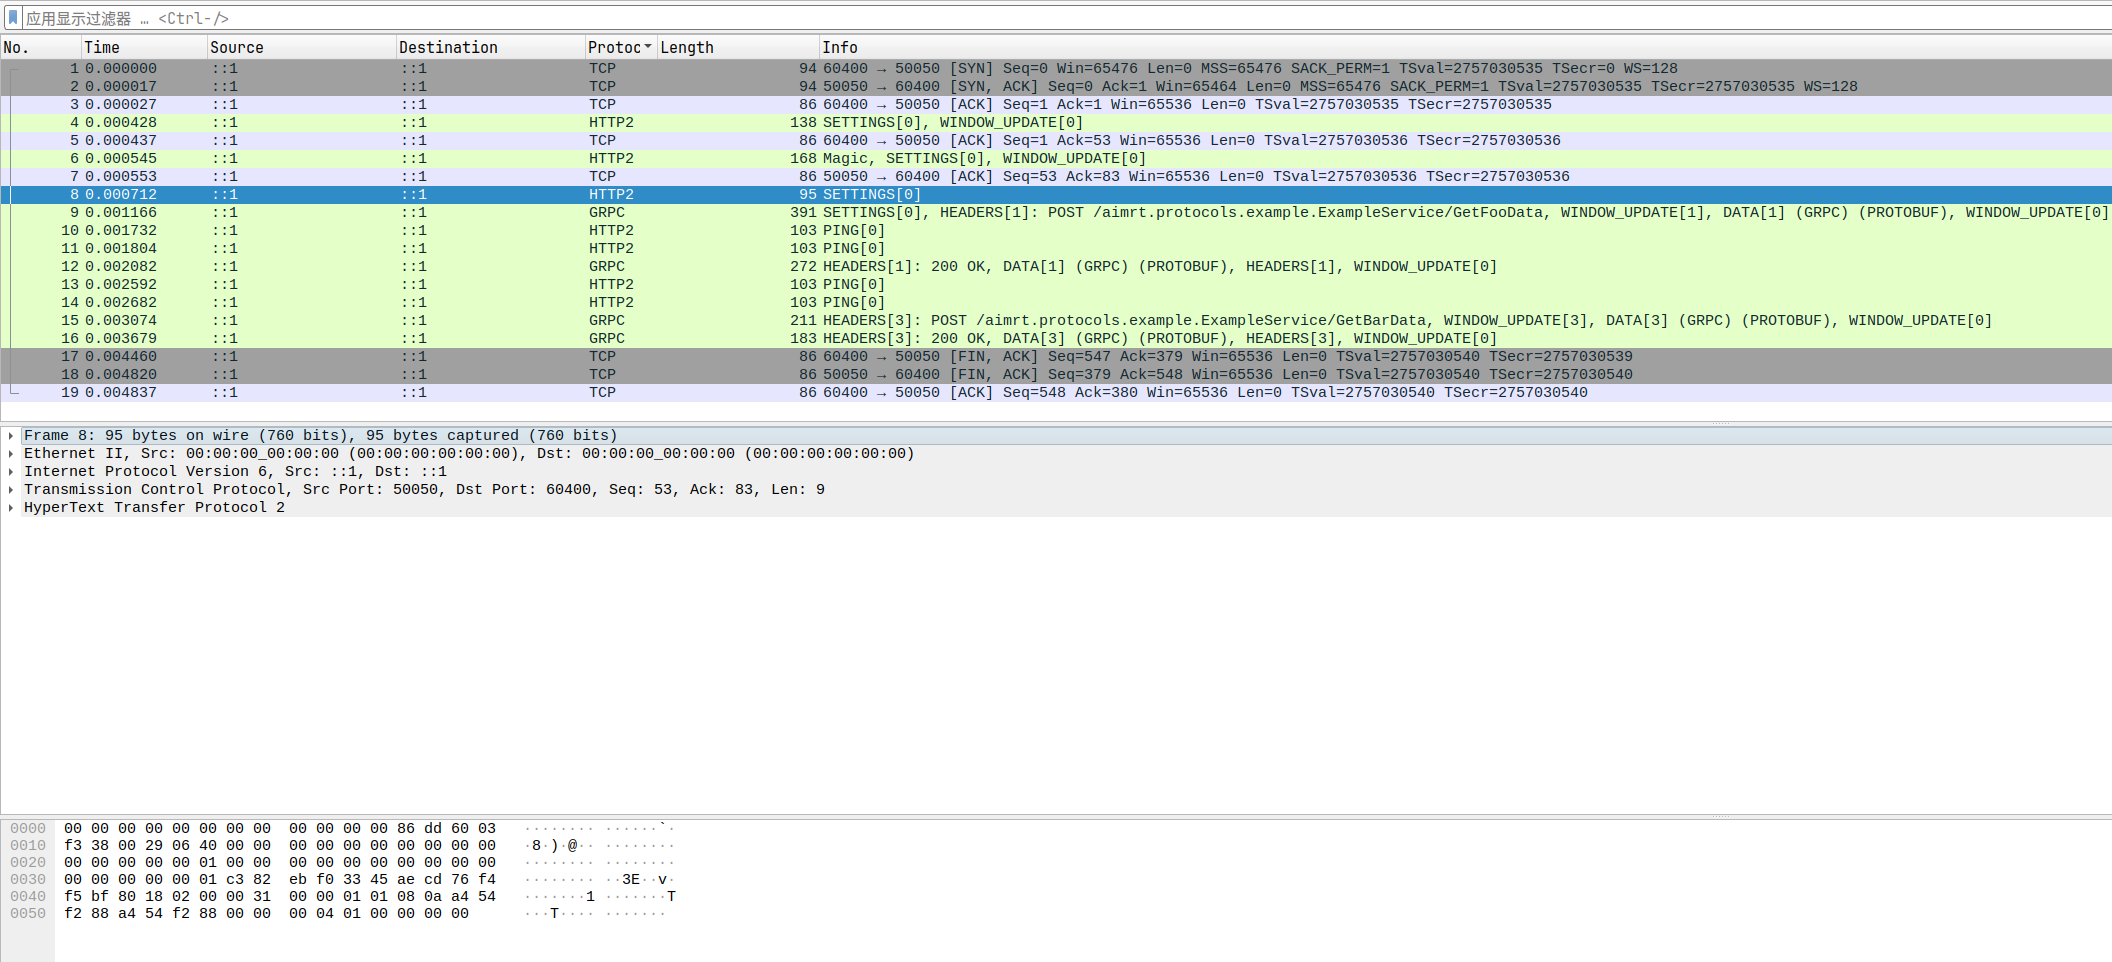 应用显示过滤器 … <Ctrl-/>
No. Time Source Destination Protoc Length Info
1 0.000000 ::1 ::1 TCP 94 60400 → 50050 [SYN] Seq=0 Win=65476 Len=0 MSS=65476 SACK_PERM=1 TSval=2757030535 TSecr=0 WS=128
2 0.000017 ::1 ::1 TCP 94 50050 → 60400 [SYN, ACK] Seq=0 Ack=1 Win=65464 Len=0 MSS=65476 SACK_PERM=1 TSval=2757030535 TSecr=2757030535 WS=128
3 0.000027 ::1 ::1 TCP 86 60400 → 50050 [ACK] Seq=1 Ack=1 Win=65536 Len=0 TSval=2757030535 TSecr=2757030535
4 0.000428 ::1 ::1 HTTP2 138 SETTINGS[0], WINDOW_UPDATE[0]
5 0.000437 ::1 ::1 TCP 86 60400 → 50050 [ACK] Seq=1 Ack=53 Win=65536 Len=0 TSval=2757030536 TSecr=2757030536
6 0.000545 ::1 ::1 HTTP2 168 Magic, SETTINGS[0], WINDOW_UPDATE[0]
7 0.000553 ::1 ::1 TCP 86 50050 → 60400 [ACK] Seq=53 Ack=83 Win=65536 Len=0 TSval=2757030536 TSecr=2757030536
8 0.000712 ::1 ::1 HTTP2 95 SETTINGS[0]
9 0.001166 ::1 ::1 GRPC 391 SETTINGS[0], HEADERS[1]: POST /aimrt.protocols.example.ExampleService/GetFooData, WINDOW_UPDATE[1], DATA[1] (GRPC) (PROTOBUF), WINDOW_UPDATE[0]
10 0.001732 ::1 ::1 HTTP2 103 PING[0]
11 0.001804 ::1 ::1 HTTP2 103 PING[0]
12 0.002082 ::1 ::1 GRPC 272 HEADERS[1]: 200 OK, DATA[1] (GRPC) (PROTOBUF), HEADERS[1], WINDOW_UPDATE[0]
13 0.002592 ::1 ::1 HTTP2 103 PING[0]
14 0.002682 ::1 ::1 HTTP2 103 PING[0]
15 0.003074 ::1 ::1 GRPC 211 HEADERS[3]: POST /aimrt.protocols.example.ExampleService/GetBarData, WINDOW_UPDATE[3], DATA[3] (GRPC) (PROTOBUF), WINDOW_UPDATE[0]
16 0.003679 ::1 ::1 GRPC 183 HEADERS[3]: 200 OK, DATA[3] (GRPC) (PROTOBUF), HEADERS[3], WINDOW_UPDATE[0]
17 0.004460 ::1 ::1 TCP 86 60400 → 50050 [FIN, ACK] Seq=547 Ack=379 Win=65536 Len=0 TSval=2757030540 TSecr=2757030539
18 0.004820 ::1 ::1 TCP 86 50050 → 60400 [FIN, ACK] Seq=379 Ack=548 Win=65536 Len=0 TSval=2757030540 TSecr=2757030540
19 0.004837 ::1 ::1 TCP 86 60400 → 50050 [ACK] Seq=548 Ack=380 Win=65536 Len=0 TSval=2757030540 TSecr=2757030540
Frame 8: 95 bytes on wire (760 bits), 95 bytes captured (760 bits)
Ethernet II, Src: 00:00:00_00:00:00 (00:00:00:00:00:00), Dst: 00:00:00_00:00:00 (00:00:00:00:00:00)
Internet Protocol Version 6, Src: ::1, Dst: ::1
Transmission Control Protocol, Src Port: 50050, Dst Port: 60400, Seq: 53, Ack: 83, Len: 9
HyperText Transfer Protocol 2
0000 00 00 00 00 00 00 00 00 00 00 00 00 86 dd 60 03 ········ ······`·
0010 f3 38 00 29 06 40 00 00 00 00 00 00 00 00 00 00 ·8·)·@·· ········
0020 00 00 00 00 00 01 00 00 00 00 00 00 00 00 00 00 ········ ········
0030 00 00 00 00 00 01 c3 82 eb f0 33 45 ae cd 76 f4 ········ ··3E··v·
0040 f5 bf 80 18 02 00 00 31 00 00 01 01 08 0a a4 54 ·······1 ·······T
0050 f2 88 a4 54 f2 88 00 00 00 04 01 00 00 00 00 ···T···· ·······